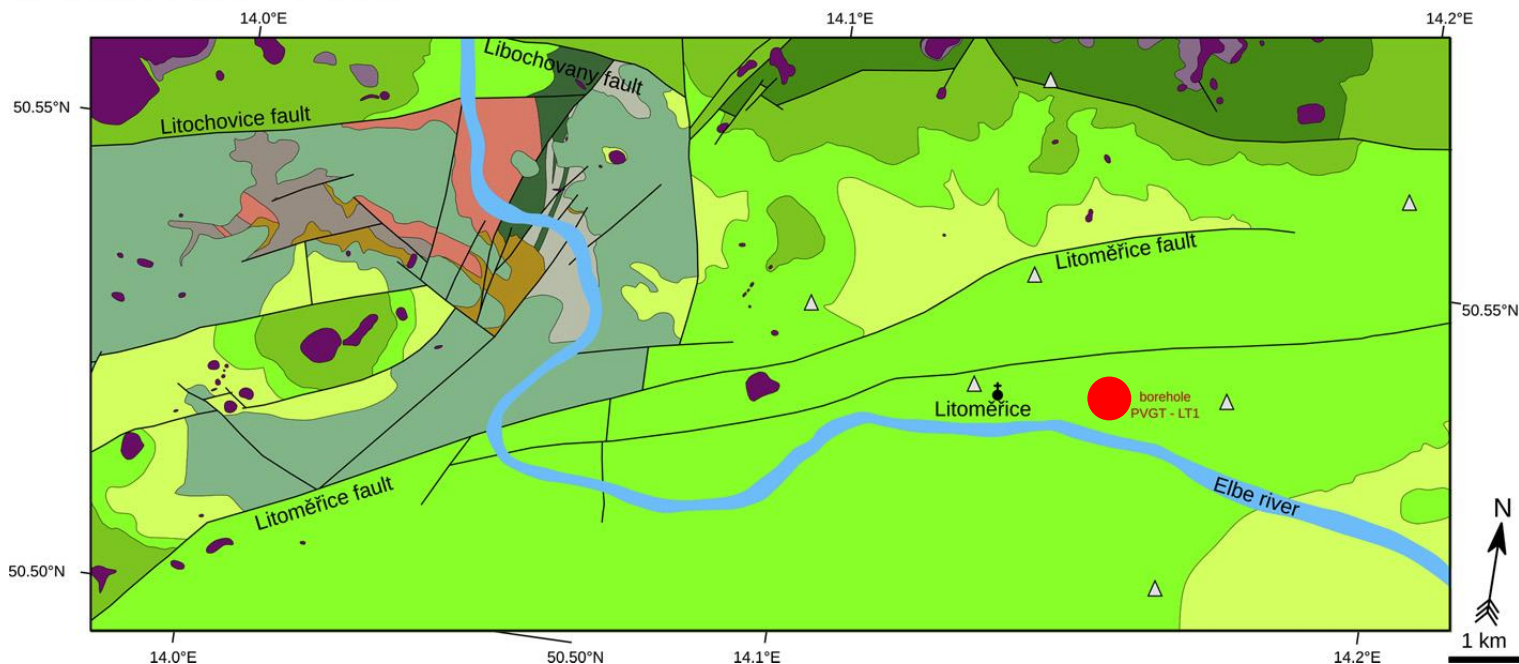 14.0°E
14.1°E
14.2°E
Libochovany fault
50.55°N
Litochovice fault
Litoměřice fault
50.55°N
borehole
PVGT - LT1
Litoměřice
Elbe river
Litoměřice fault
N
50.50°N
1 km
14.0°E
50.50°N
14.1°E
14.2°E